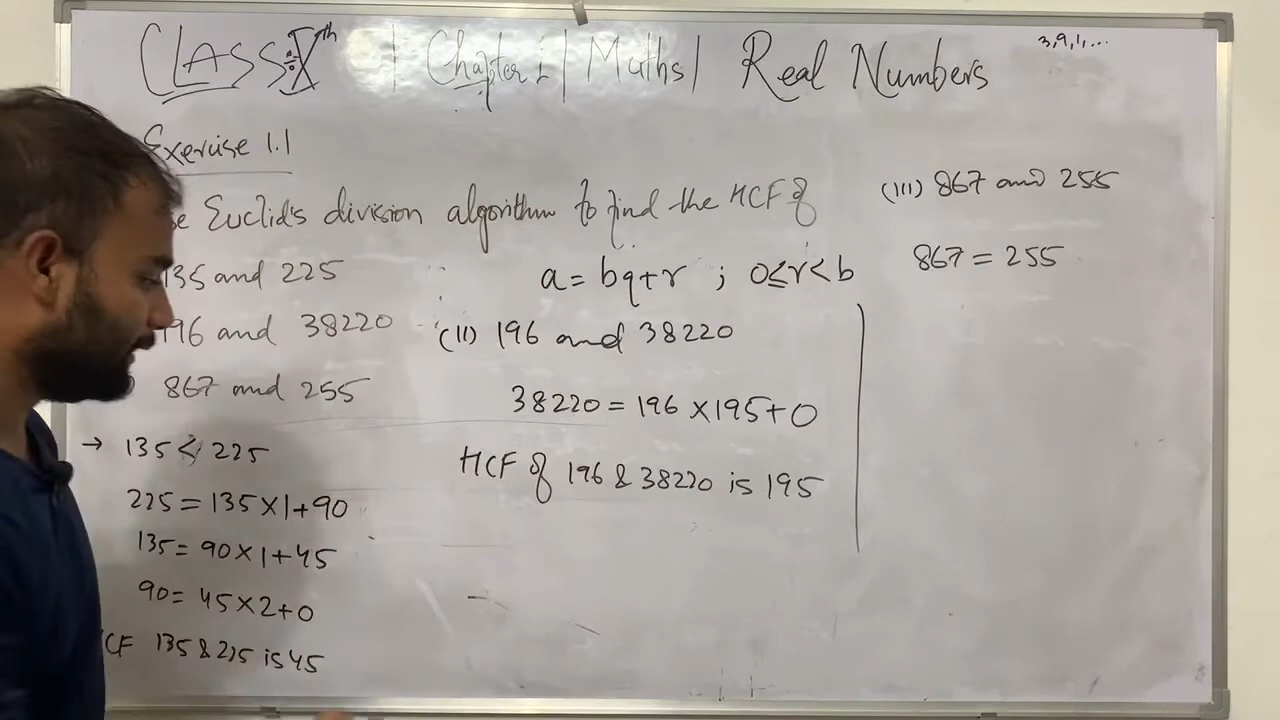 CLASS:- Xth | Chapter 1 | Maths | Real Numbers
3,9,1,...
Exercise 1.1
Euclid's division algorithm to find the HCF of
135 and 225
196 and 38220
867 and 255
→ 135 < 225
225 = 135 × 1 + 90
135 = 90 × 1 + 45
90 = 45 × 2 + 0
CF 135 & 225 is 45
a = bq + r ; 0 ≤ r < b
(II) 196 and 38220
38220 = 196 × 195 + 0
HCF of 196 & 38220 is 195
(III) 867 and 255
867 = 255